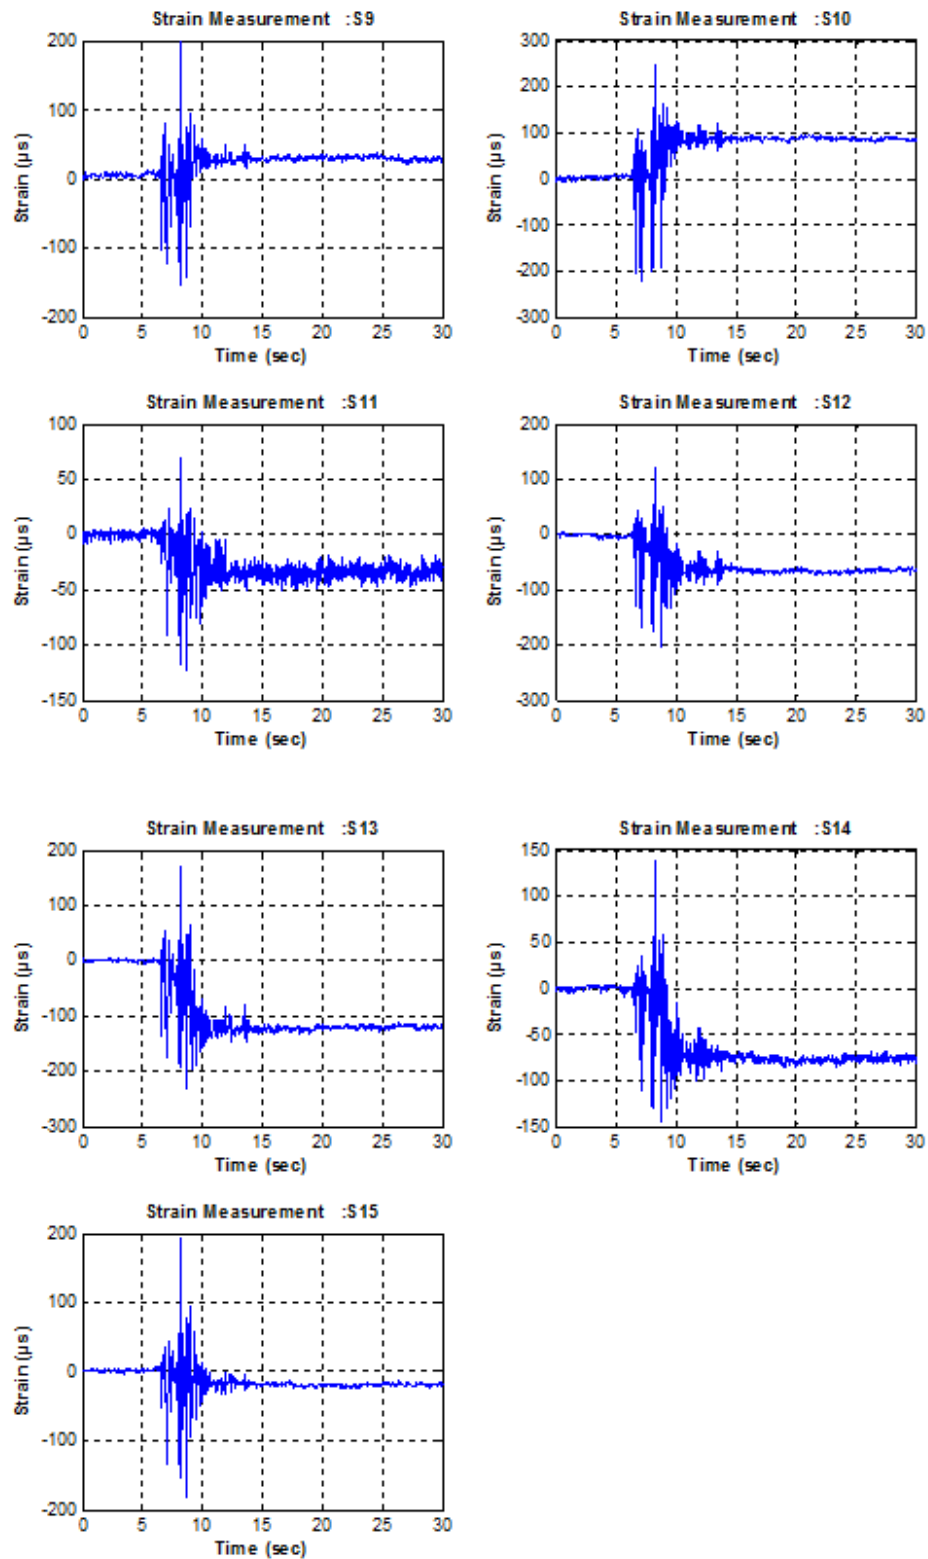 Strain Measurement :S9
200
100
0
-100
-200
Strain (µs)
0 5 10 15 20 25 30
Time (sec)
Strain Measurement :S10
300
200
100
0
-100
-200
-300
Strain (µs)
0 5 10 15 20 25 30
Time (sec)
Strain Measurement :S11
100
50
0
-50
-100
-150
Strain (µs)
0 5 10 15 20 25 30
Time (sec)
Strain Measurement :S12
200
100
0
-100
-200
-300
Strain (µs)
0 5 10 15 20 25 30
Time (sec)
Strain Measurement :S13
200
100
0
-100
-200
-300
Strain (µs)
0 5 10 15 20 25 30
Time (sec)
Strain Measurement :S14
150
100
50
0
-50
-100
-150
Strain (µs)
0 5 10 15 20 25 30
Time (sec)
Strain Measurement :S15
200
100
0
-100
-200
Strain (µs)
0 5 10 15 20 25 30
Time (sec)